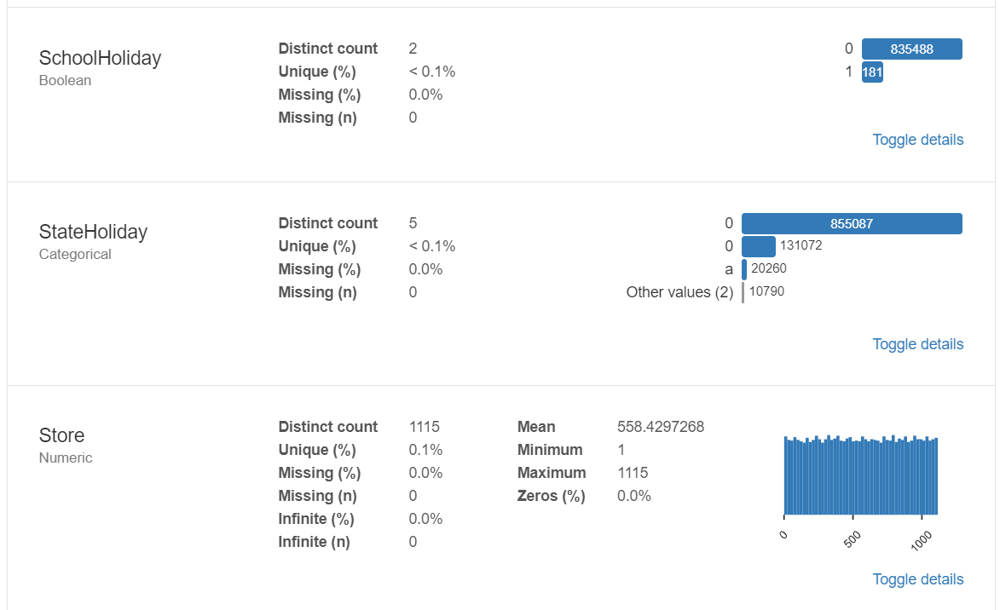 SchoolHoliday
Boolean
Distinct count 2
Unique (%) < 0.1%
Missing (%) 0.0%
Missing (n) 0
0 835488
1 181
Toggle details
StateHoliday
Categorical
Distinct count 5
Unique (%) < 0.1%
Missing (%) 0.0%
Missing (n) 0
0 855087
0 131072
a 20260
Other values (2) 10790
Toggle details
Store
Numeric
Distinct count 1115
Unique (%) 0.1%
Missing (%) 0.0%
Missing (n) 0
Infinite (%) 0.0%
Infinite (n) 0
Mean 558.4297268
Minimum 1
Maximum 1115
Zeros (%) 0.0%
0 500 1000
Toggle details